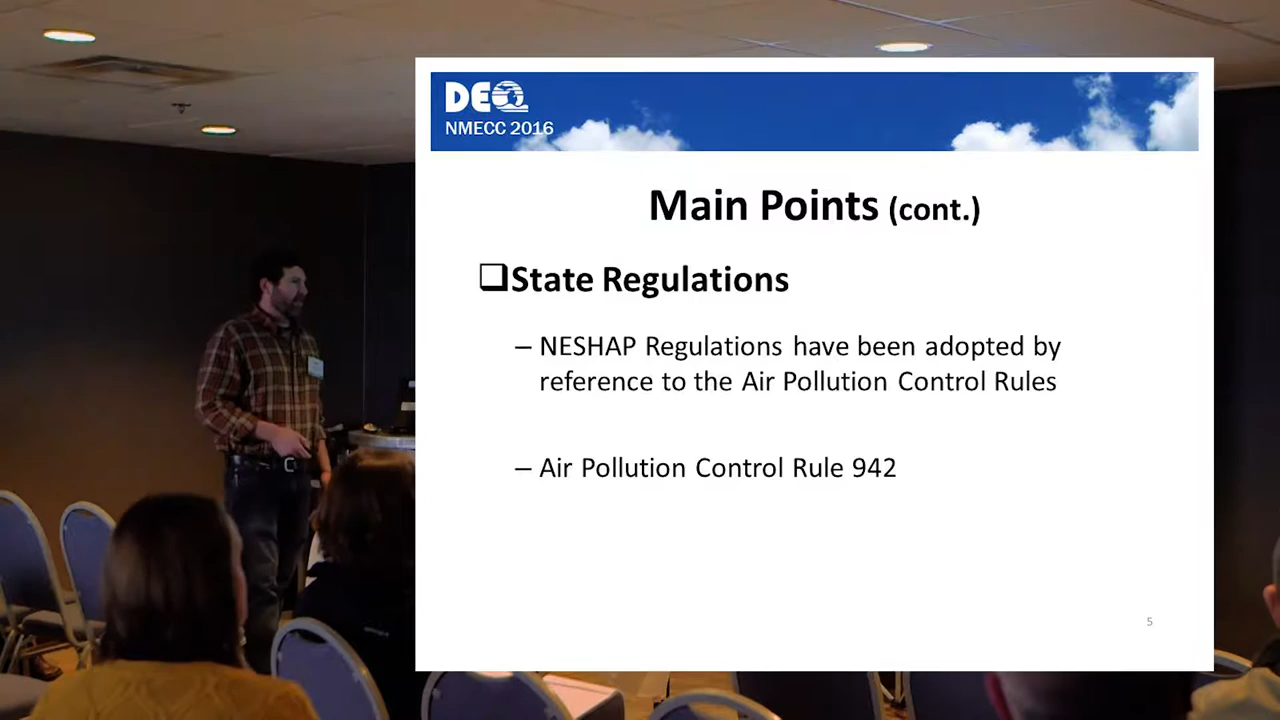 DEQ
NMECC 2016
Main Points (cont.)
❑State Regulations
– NESHAP Regulations have been adopted by
reference to the Air Pollution Control Rules
– Air Pollution Control Rule 942
5